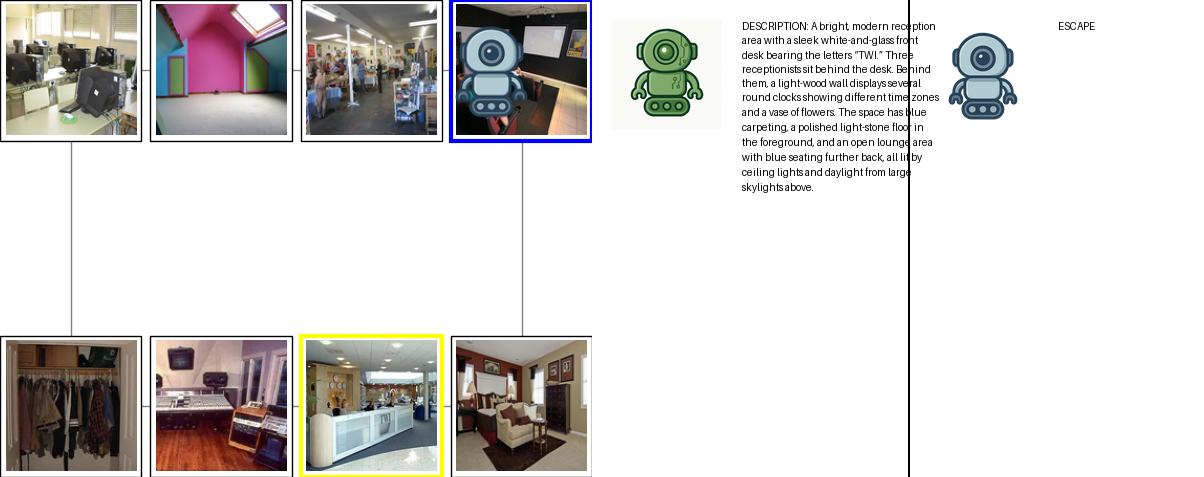 DESCRIPTION: A bright, modern reception
area with a sleek white-and-glass front
desk bearing the letters "TWI." Three
receptionists sit behind the desk. Behind
them, a light-wood wall displays several
round clocks showing different time zones
and a vase of flowers. The space has blue
carpeting, a polished light-stone floor in
the foreground, and an open lounge area
with blue seating further back, all lit by
ceiling lights and daylight from large
skylights above.
ESCAPE
TWI